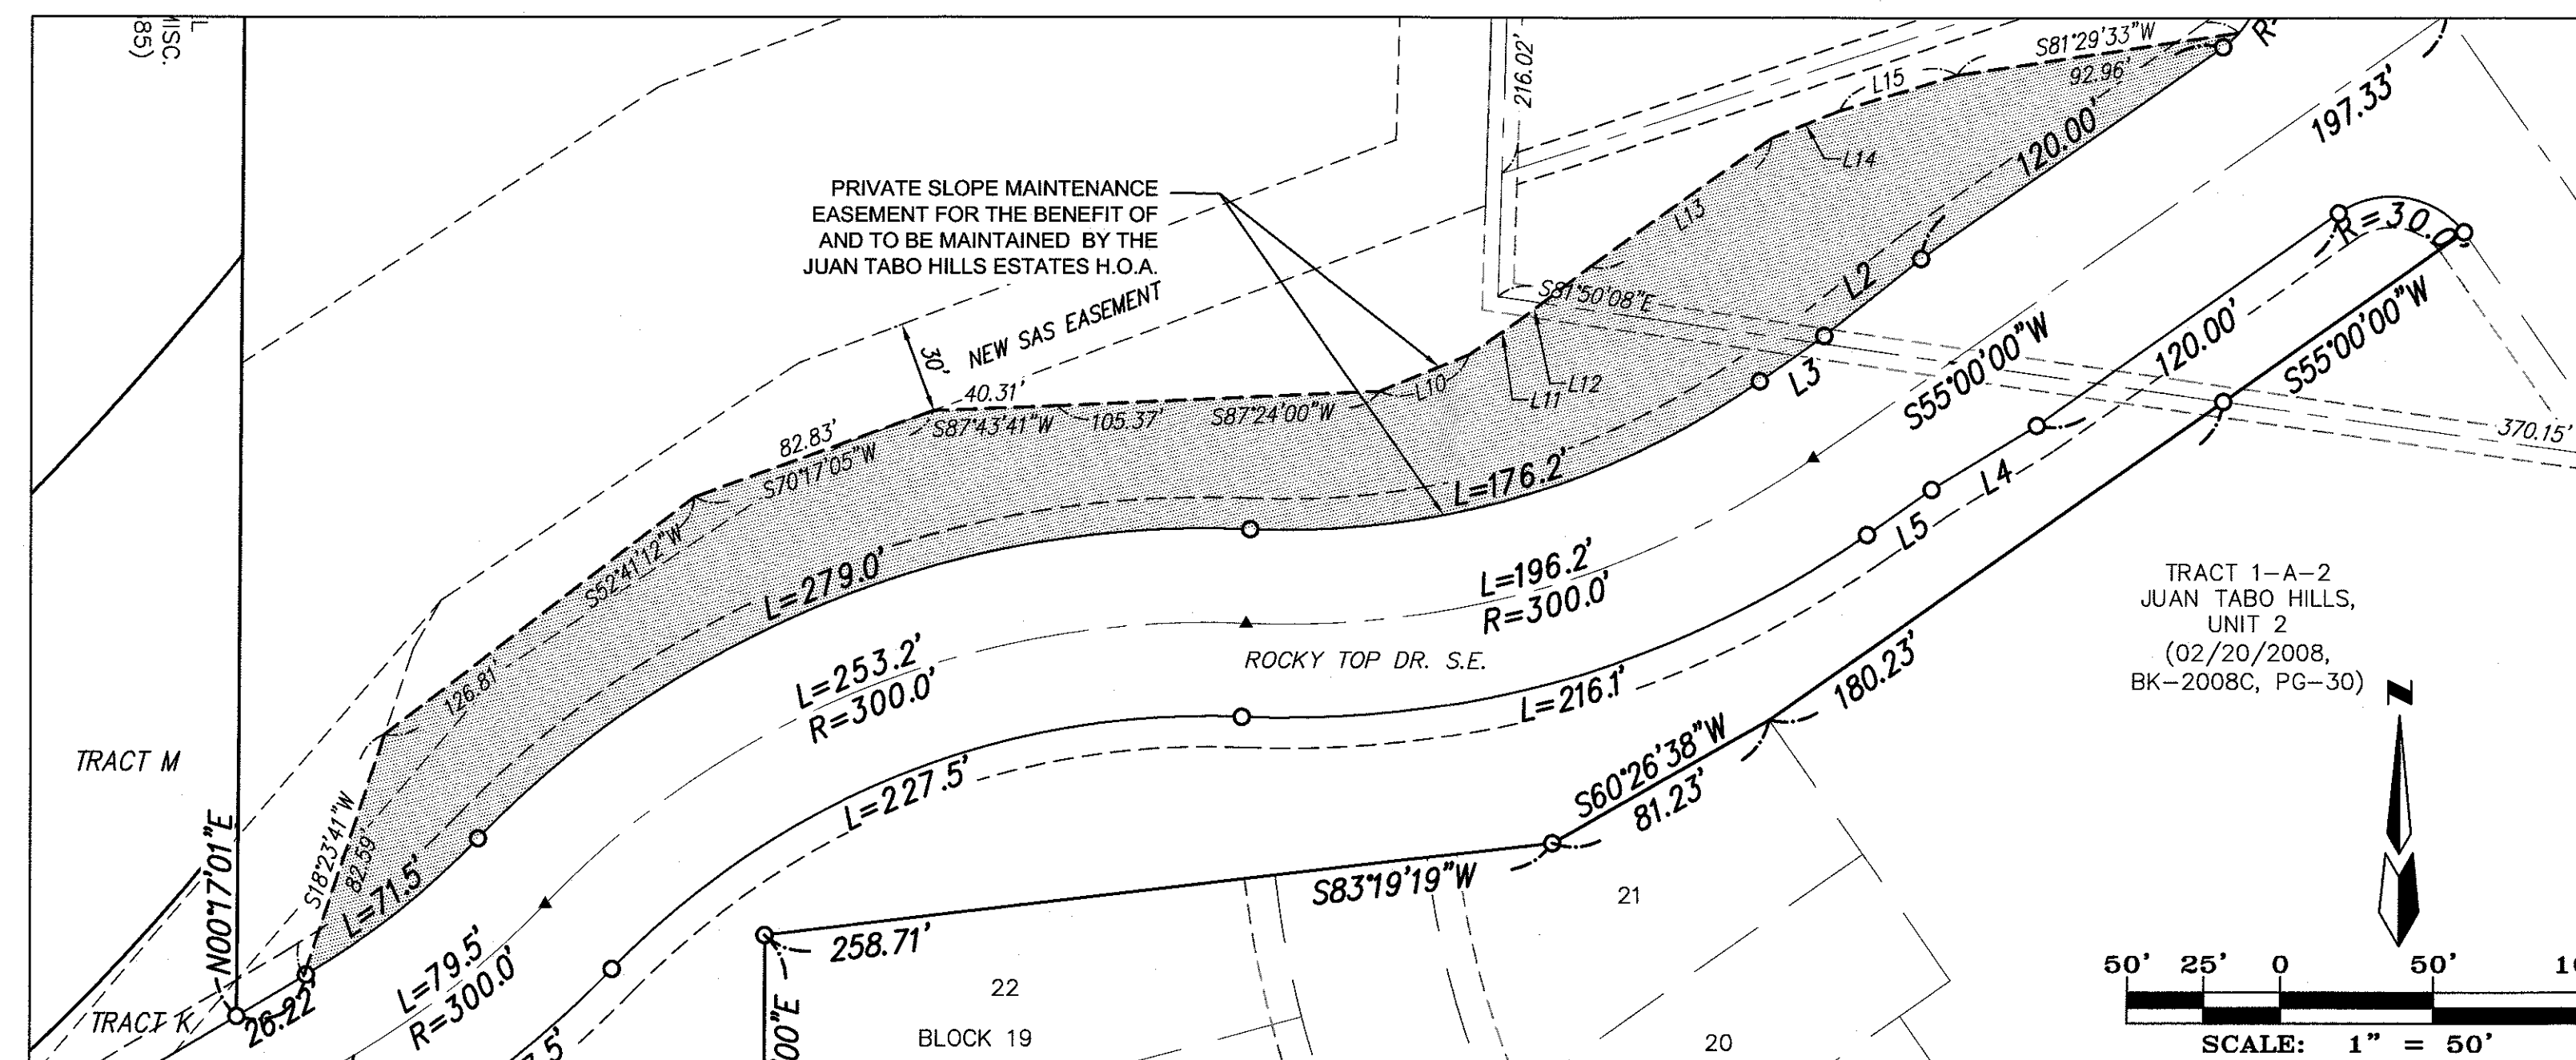 MISC.
85)
216.02'
S81°29'33"W
92.96'
L15
L14
197.33'
120.00'
PRIVATE SLOPE MAINTENANCE
EASEMENT FOR THE BENEFIT OF
AND TO BE MAINTAINED BY THE
JUAN TABO HILLS ESTATES H.O.A.
L13
R=30.0'
L2
S81°50'08"E
NEW SAS EASEMENT
30'
40.31'
S87°43'41"W
105.37'
S87°24'00"W
L10
L11
L12
L3
S55°00'00"W
120.00'
S55°00'00"W
370.15'
82.83'
S70°17'05"W
L=176.2'
L4
L5
S52°41'12"W
126.81'
L=279.0'
L=196.2'
R=300.0'
TRACT 1-A-2
JUAN TABO HILLS,
UNIT 2
(02/20/2008,
BK-2008C, PG-30)
N
L=253.2'
R=300.0'
ROCKY TOP DR. S.E.
L=216.1'
180.23'
TRACT M
L=227.5'
S60°26'38"W
81.23'
N00°17'01"E
S18°23'41"W
82.59'
L=71.5'
S83°19'19"W
258.71'
21
L=79.5'
R=300.0'
26.22'
TRACT K
22
BLOCK 19
20
00"E
50' 25' 0 50'
SCALE: 1" = 50'